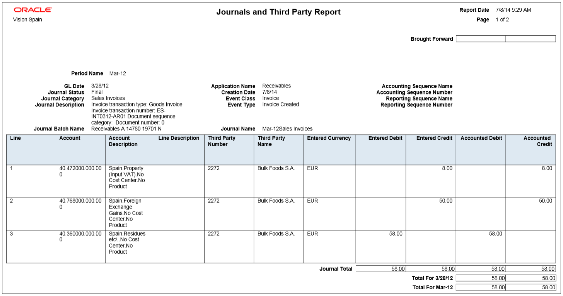 ORACLE
Vision Spain
Journals and Third Party Report
Report Date 7/8/14 9:29 AM
Page 1 of 2
Brought Forward
Period Name Mar-12
GL Date 3/28/12
Journal Status Final
Journal Category Sales Invoices
Journal Description Invoice transaction type: Goods Invoice
Invoice transaction number: ES-
INT0212-AR01 Document sequence
category: Document number: 0
Journal Batch Name Receivables A 14760 19701 N
Application Name Receivables
Creation Date 7/6/14
Event Class Invoice
Event Type Invoice Created
Journal Name Mar-12Sales Invoices
Accounting Sequence Name
Accounting Sequence Number
Reporting Sequence Name
Reporting Sequence Number
Line Account Account Description Line Description Third Party Number Third Party Name Entered Currency Entered Debit Entered Credit Accounted Debit Accounted Credit
1 40.472000.000.00 Spain Property 2272 Bulk Foods S.A. EUR 8.00 8.00
0 (Input VAT).No
Cost Center.No
Product
2 40.768000.000.00 Spain Foreign 2272 Bulk Foods S.A. EUR 50.00 50.00
0 Exchange
Gains.No Cost
Center.No
Product
3 40.360000.000.00 Spain Residues 2272 Bulk Foods S.A. EUR 58.00 58.00
0 etc/.No Cost
Center.No
Product
Journal Total 58.00 58.00 58.00 58.00
Total For 3/28/12 58.00 58.00
Total For Mar-12 58.00 58.00